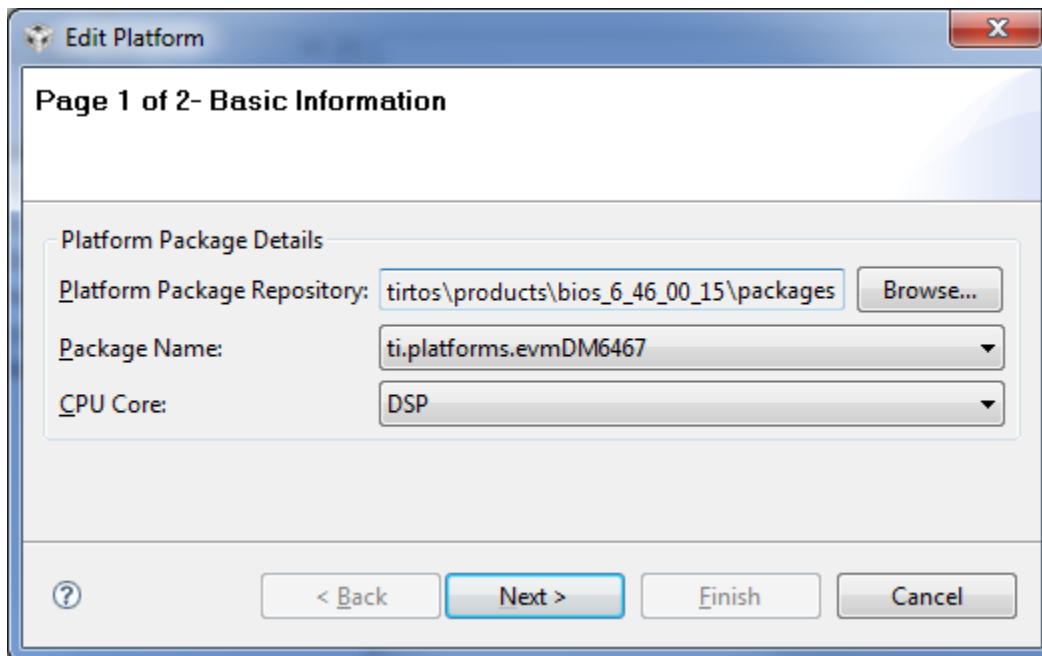 Edit Platform
Page 1 of 2- Basic Information
Platform Package Details
Platform Package Repository: tirtos\products\bios_6_46_00_15\packages Browse...
Package Name: ti.platforms.evmDM6467
CPU Core: DSP
? < Back Next > Finish Cancel